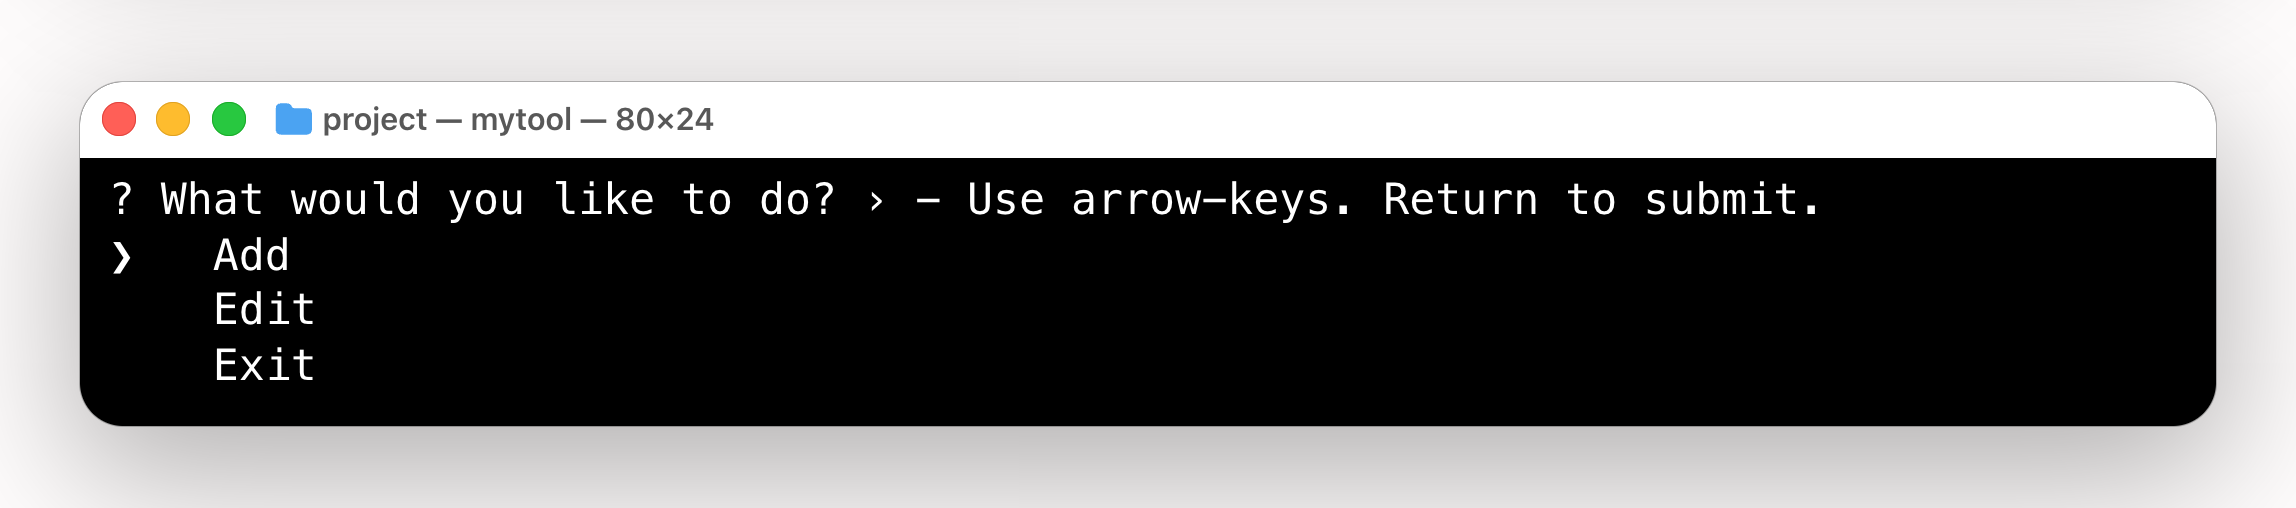 project — mytool — 80×24
? What would you like to do? › - Use arrow-keys. Return to submit.
❯   Add
    Edit
    Exit